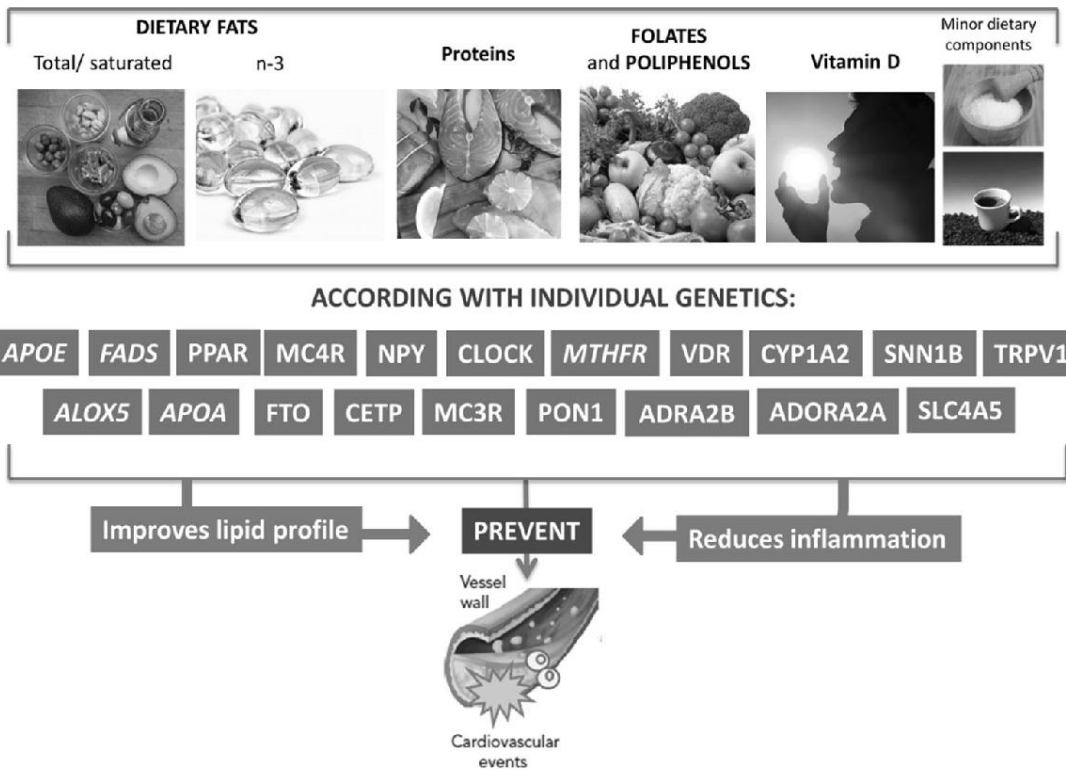 DIETARY FATS
Total/ saturated
n-3
Proteins
FOLATES
and POLIPHENOLS
Vitamin D
Minor dietary
components
ACCORDING WITH INDIVIDUAL GENETICS:
APOE FADS PPAR MC4R NPY CLOCK MTHFR VDR CYP1A2 SNN1B TRPV1
ALOX5 APOA FTO CETP MC3R PON1 ADRA2B ADORA2A SLC4A5
Improves lipid profile
PREVENT
Reduces inflammation
Vessel
wall
Cardiovascular
events